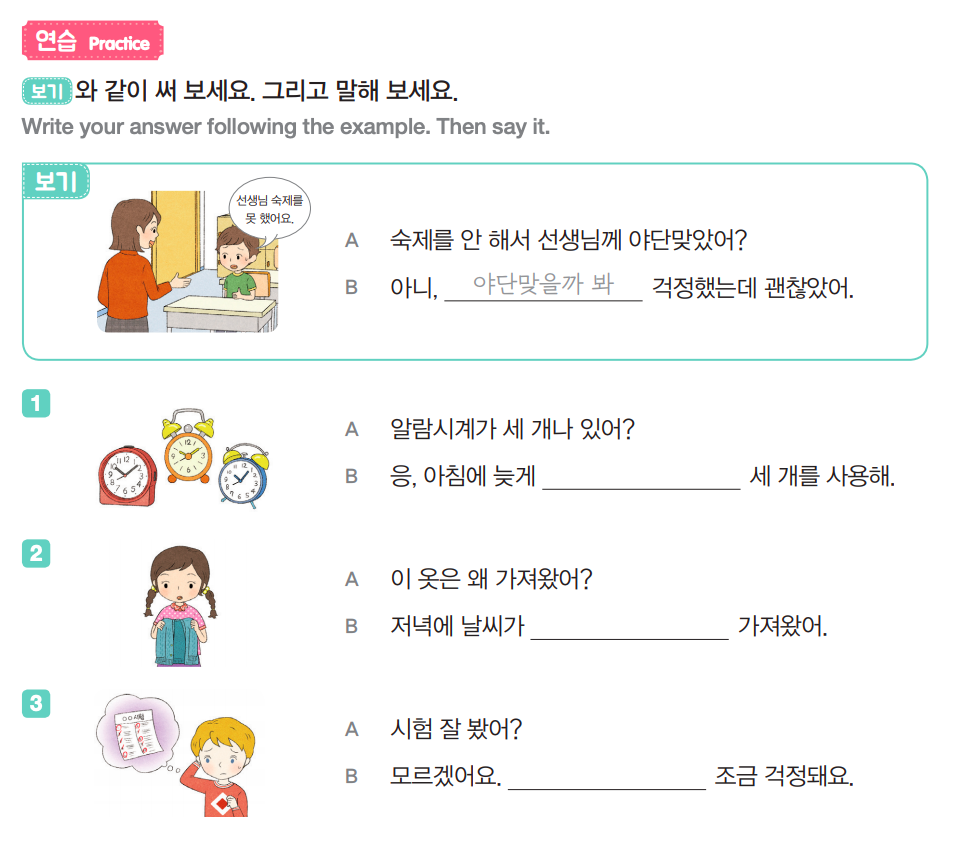 연습 Practice
보기 와 같이 써 보세요. 그리고 말해 보세요.
Write your answer following the example. Then say it.
보기
선생님 숙제를
못 했어요.
A 숙제를 안 해서 선생님께 야단맞았어?
B 아니, 야단맞을까 봐 걱정했는데 괜찮았어.
1
A 알람시계가 세 개나 있어?
B 응, 아침에 늦게 ______________ 세 개를 사용해.
2
A 이 옷은 왜 가져왔어?
B 저녁에 날씨가 ______________ 가져왔어.
3
○○시험
A 시험 잘 봤어?
B 모르겠어요. ______________ 조금 걱정돼요.